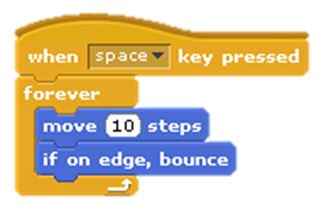 when space key pressed
forever
move 10 steps
if on edge, bounce